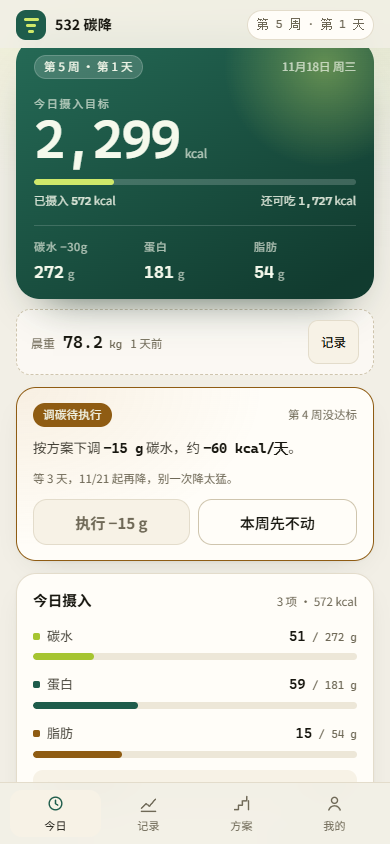 532 碳降
第 5 周 · 第 1 天
第 5 周 · 第 1 天
11月18日 周三
今日摄入目标
2,299 kcal
已摄入 572 kcal
还可吃 1,727 kcal
碳水 −30g
蛋白
脂肪
272 g
181 g
54 g
晨重 78.2 kg 1 天前
记录
调碳待执行
第 4 周没达标
按方案下调 −15 g 碳水，约 −60 kcal/天。
等 3 天，11/21 起再降，别一次降太猛。
执行 −15 g
本周先不动
今日摄入
3 项 · 572 kcal
碳水
51 / 272 g
蛋白
59 / 181 g
脂肪
15 / 54 g
今日
记录
方案
我的